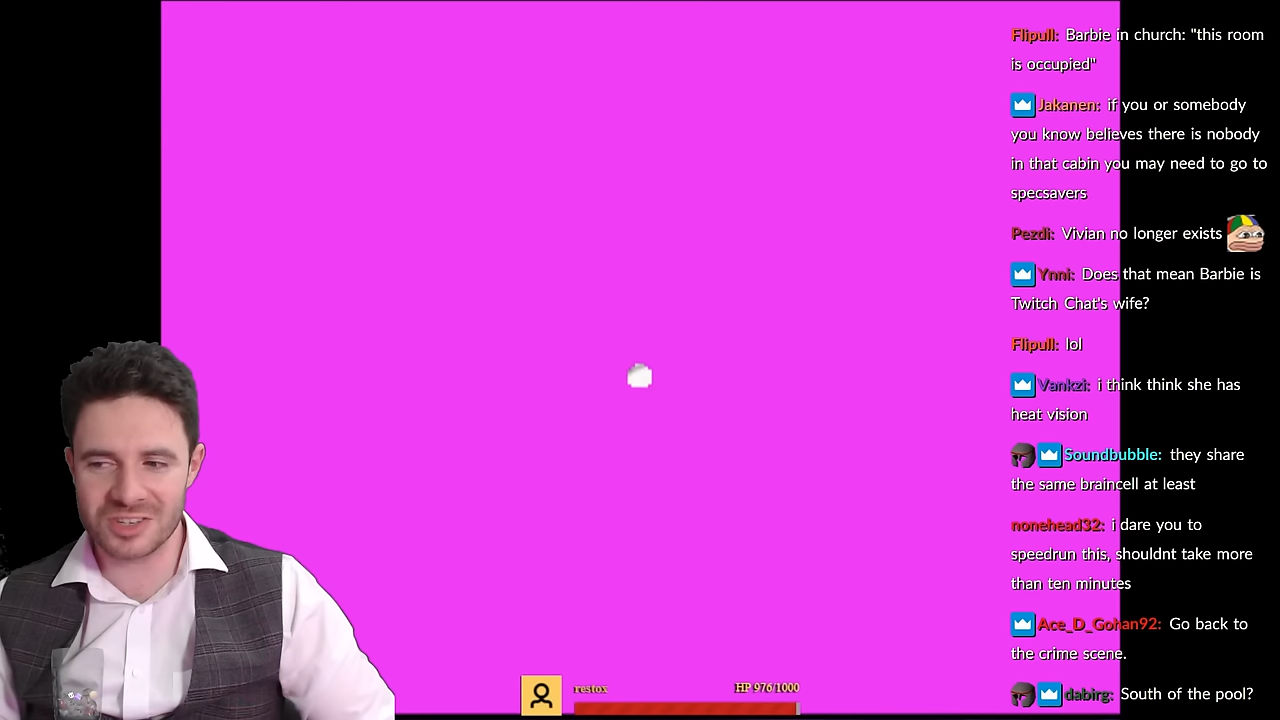 Flipull: Barbie in church: "this room
is occupied"
Jakanen: if you or somebody
you know believes there is nobody
in that cabin you may need to go to
specsavers
Pezdi: Vivian no longer exists
Ynni: Does that mean Barbie is
Twitch Chat's wife?
Flipull: lol
Vankzi: i think think she has
heat vision
Soundbubble: they share
the same braincell at least
nonehead32: i dare you to
speedrun this, shouldnt take more
than ten minutes
Ace_D_Gohan92: Go back to
the crime scene.
dabirg: South of the pool?
restox HP 976/1000